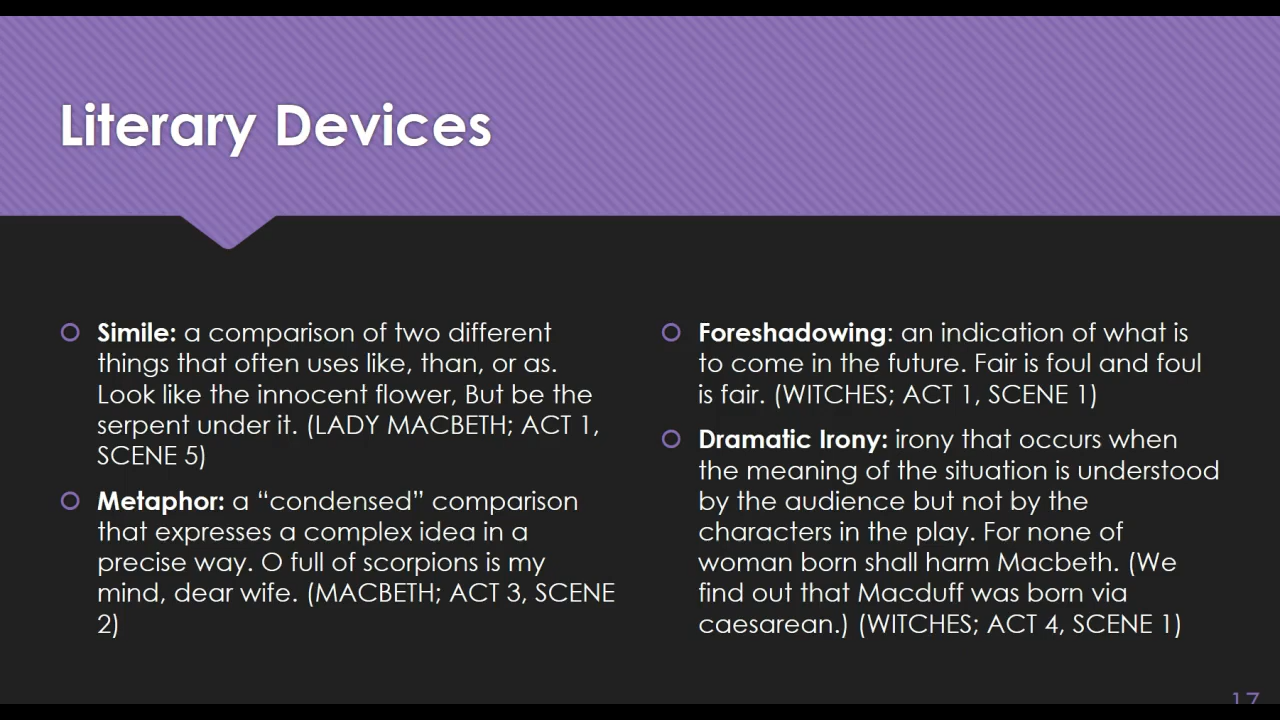 Literary Devices
Simile: a comparison of two different
things that often uses like, than, or as.
Look like the innocent flower, But be the
serpent under it. (LADY MACBETH; ACT 1,
SCENE 5)
Metaphor: a “condensed” comparison
that expresses a complex idea in a
precise way. O full of scorpions is my
mind, dear wife. (MACBETH; ACT 3, SCENE
2)
Foreshadowing: an indication of what is
to come in the future. Fair is foul and foul
is fair. (WITCHES; ACT 1, SCENE 1)
Dramatic Irony: irony that occurs when
the meaning of the situation is understood
by the audience but not by the
characters in the play. For none of
woman born shall harm Macbeth. (We
find out that Macduff was born via
caesarean.) (WITCHES; ACT 4, SCENE 1)
17